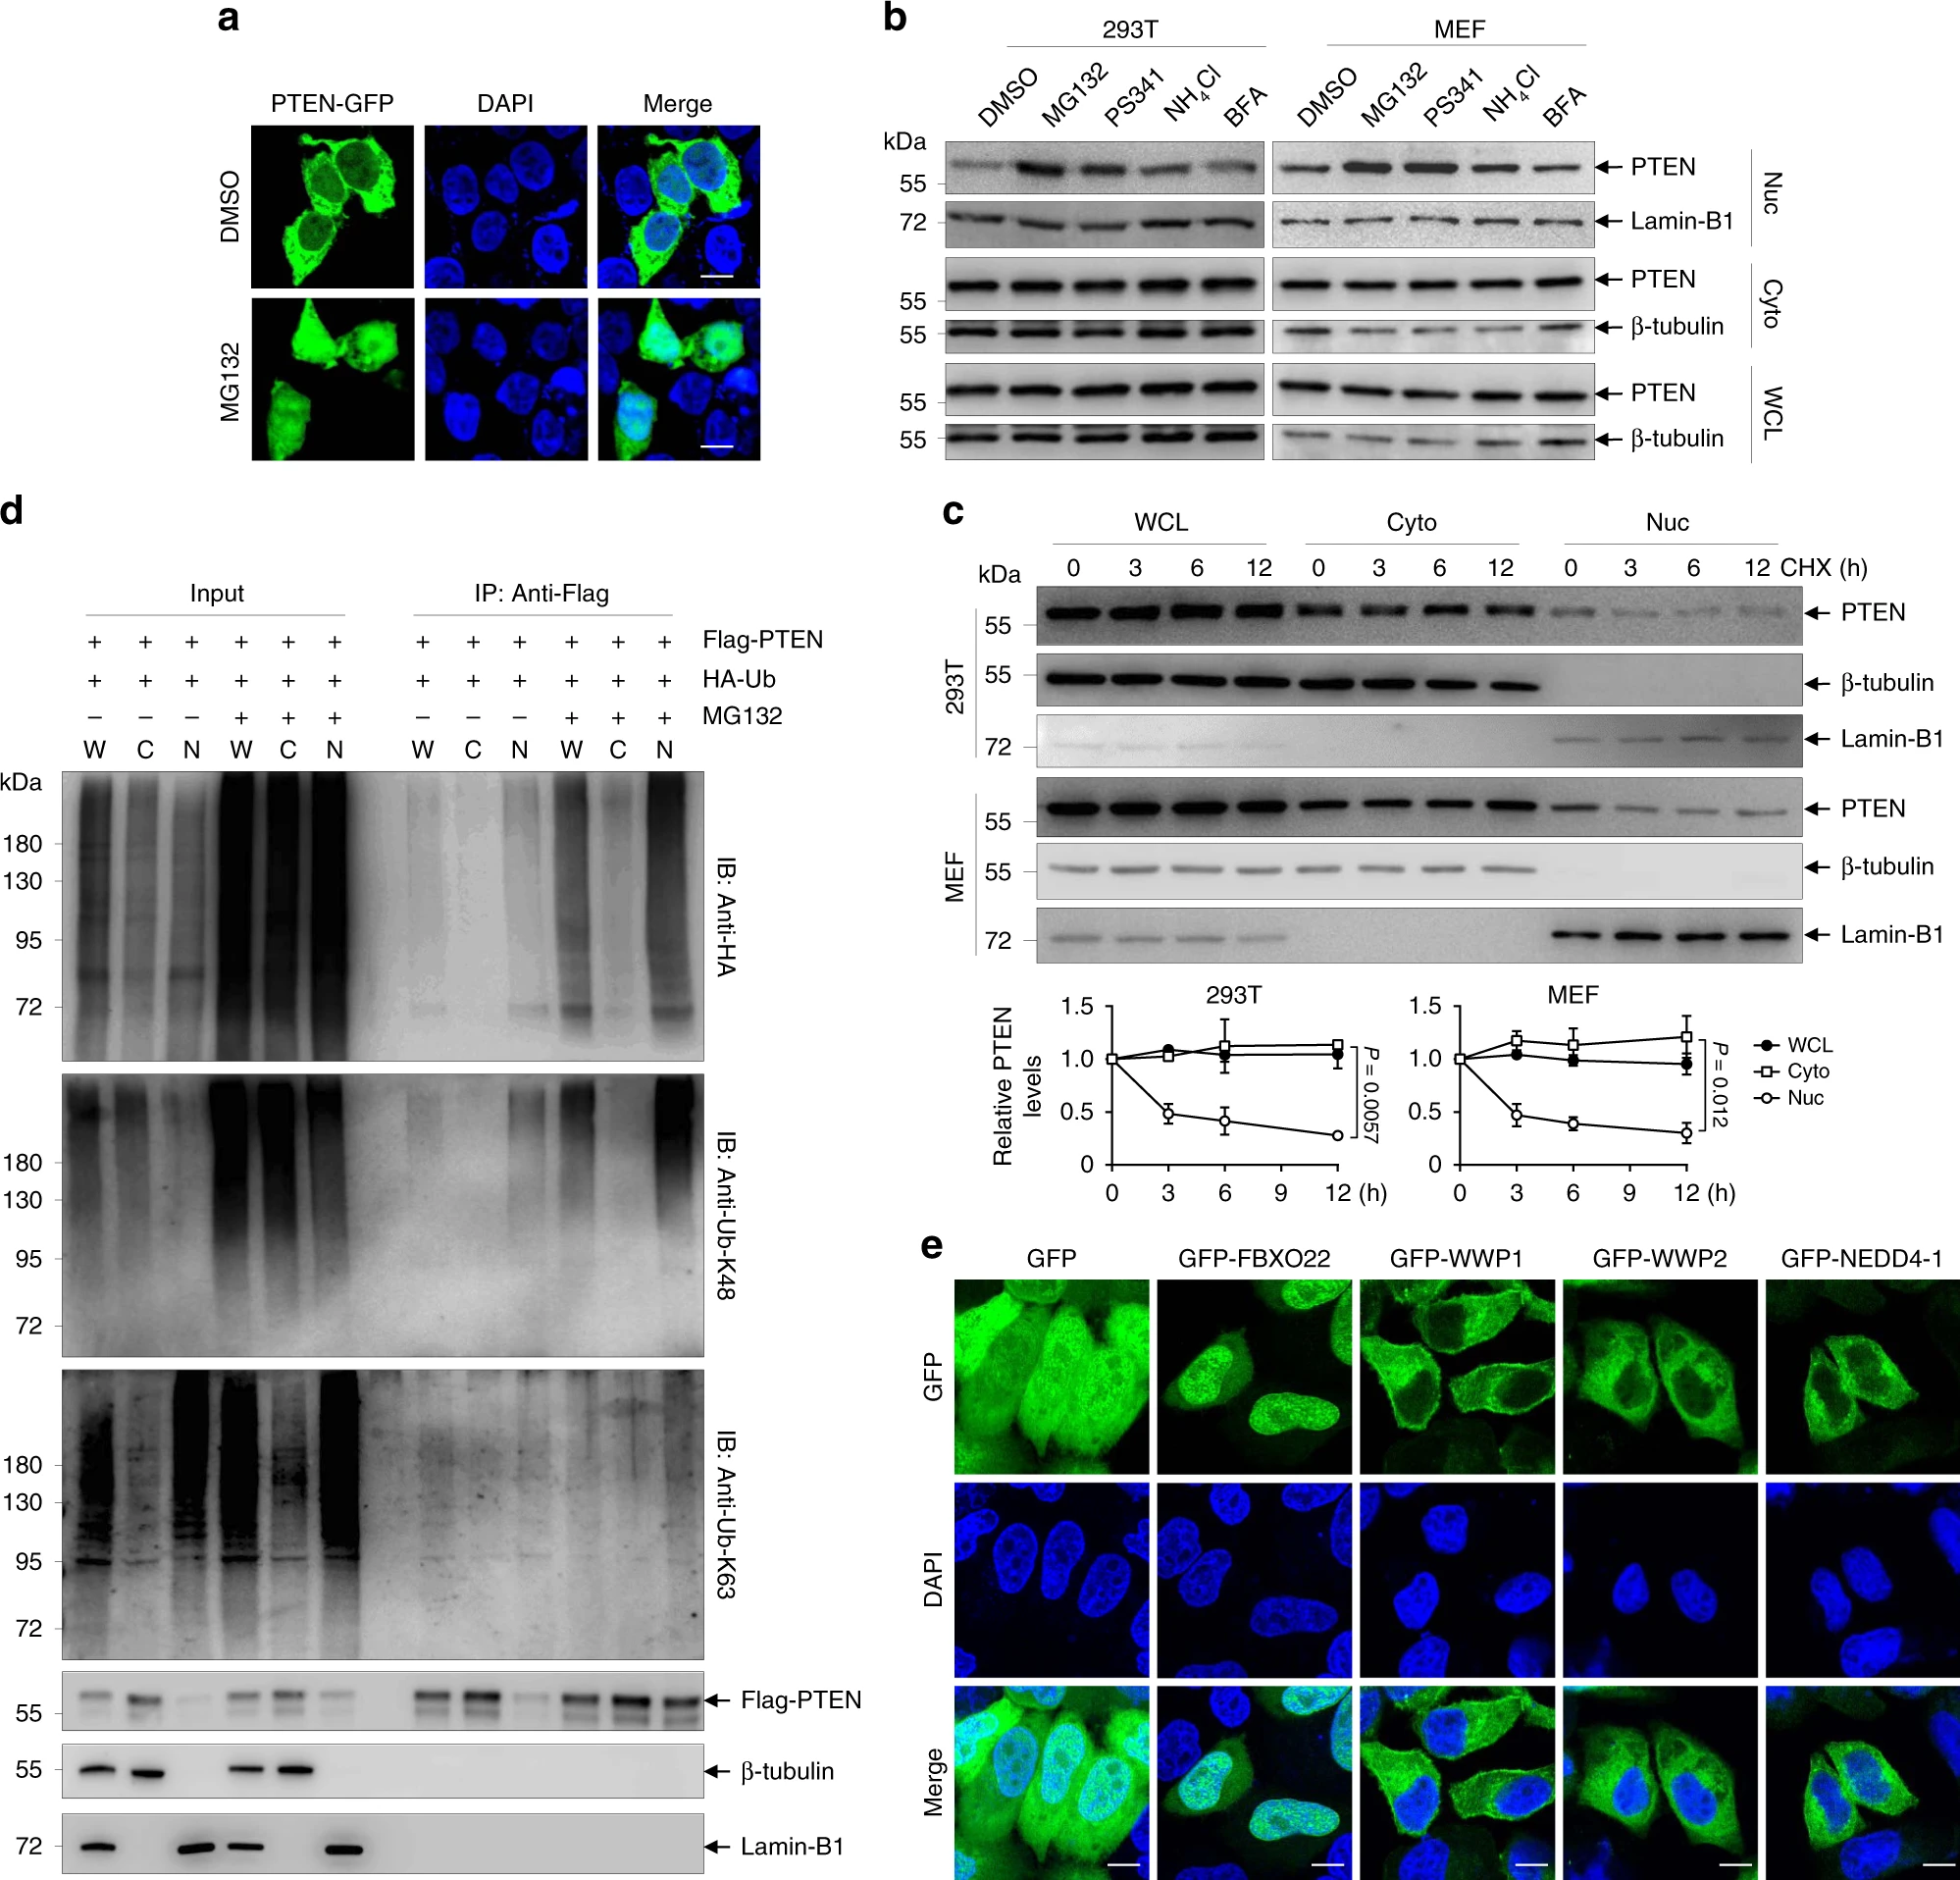 a
PTEN-GFP DAPI Merge
DMSO
MG132
b
293T MEF
DMSO MG132 PS341 NH₄Cl BFA DMSO MG132 PS341 NH₄Cl BFA
kDa
55 PTEN
72 Lamin-B1
Nuc
55 PTEN
55 β-tubulin
Cyto
55 PTEN
55 β-tubulin
WCL
c
WCL Cyto Nuc
kDa 0 3 6 12 0 3 6 12 0 3 6 12 CHX (h)
293T
55 PTEN
55 β-tubulin
72 Lamin-B1
MEF
55 PTEN
55 β-tubulin
72 Lamin-B1
293T MEF
Relative PTEN
levels
1.5
1.0
0.5
0
0 3 6 9 12 (h)
P = 0.0057
1.5
1.0
0.5
0
0 3 6 9 12 (h)
P = 0.012
WCL
Cyto
Nuc
d
Input IP: Anti-Flag
+ + + + + + + + + + + + Flag-PTEN
+ + + + + + + + + + + + HA-Ub
− − − + + + − − − + + + MG132
W C N W C N W C N W C N
kDa
180
130
95
72
IB: Anti-HA
180
130
95
72
IB: Anti-Ub-K48
180
130
95
72
IB: Anti-Ub-K63
55 Flag-PTEN
55 β-tubulin
72 Lamin-B1
e
GFP GFP-FBXO22 GFP-WWP1 GFP-WWP2 GFP-NEDD4-1
GFP
DAPI
Merge